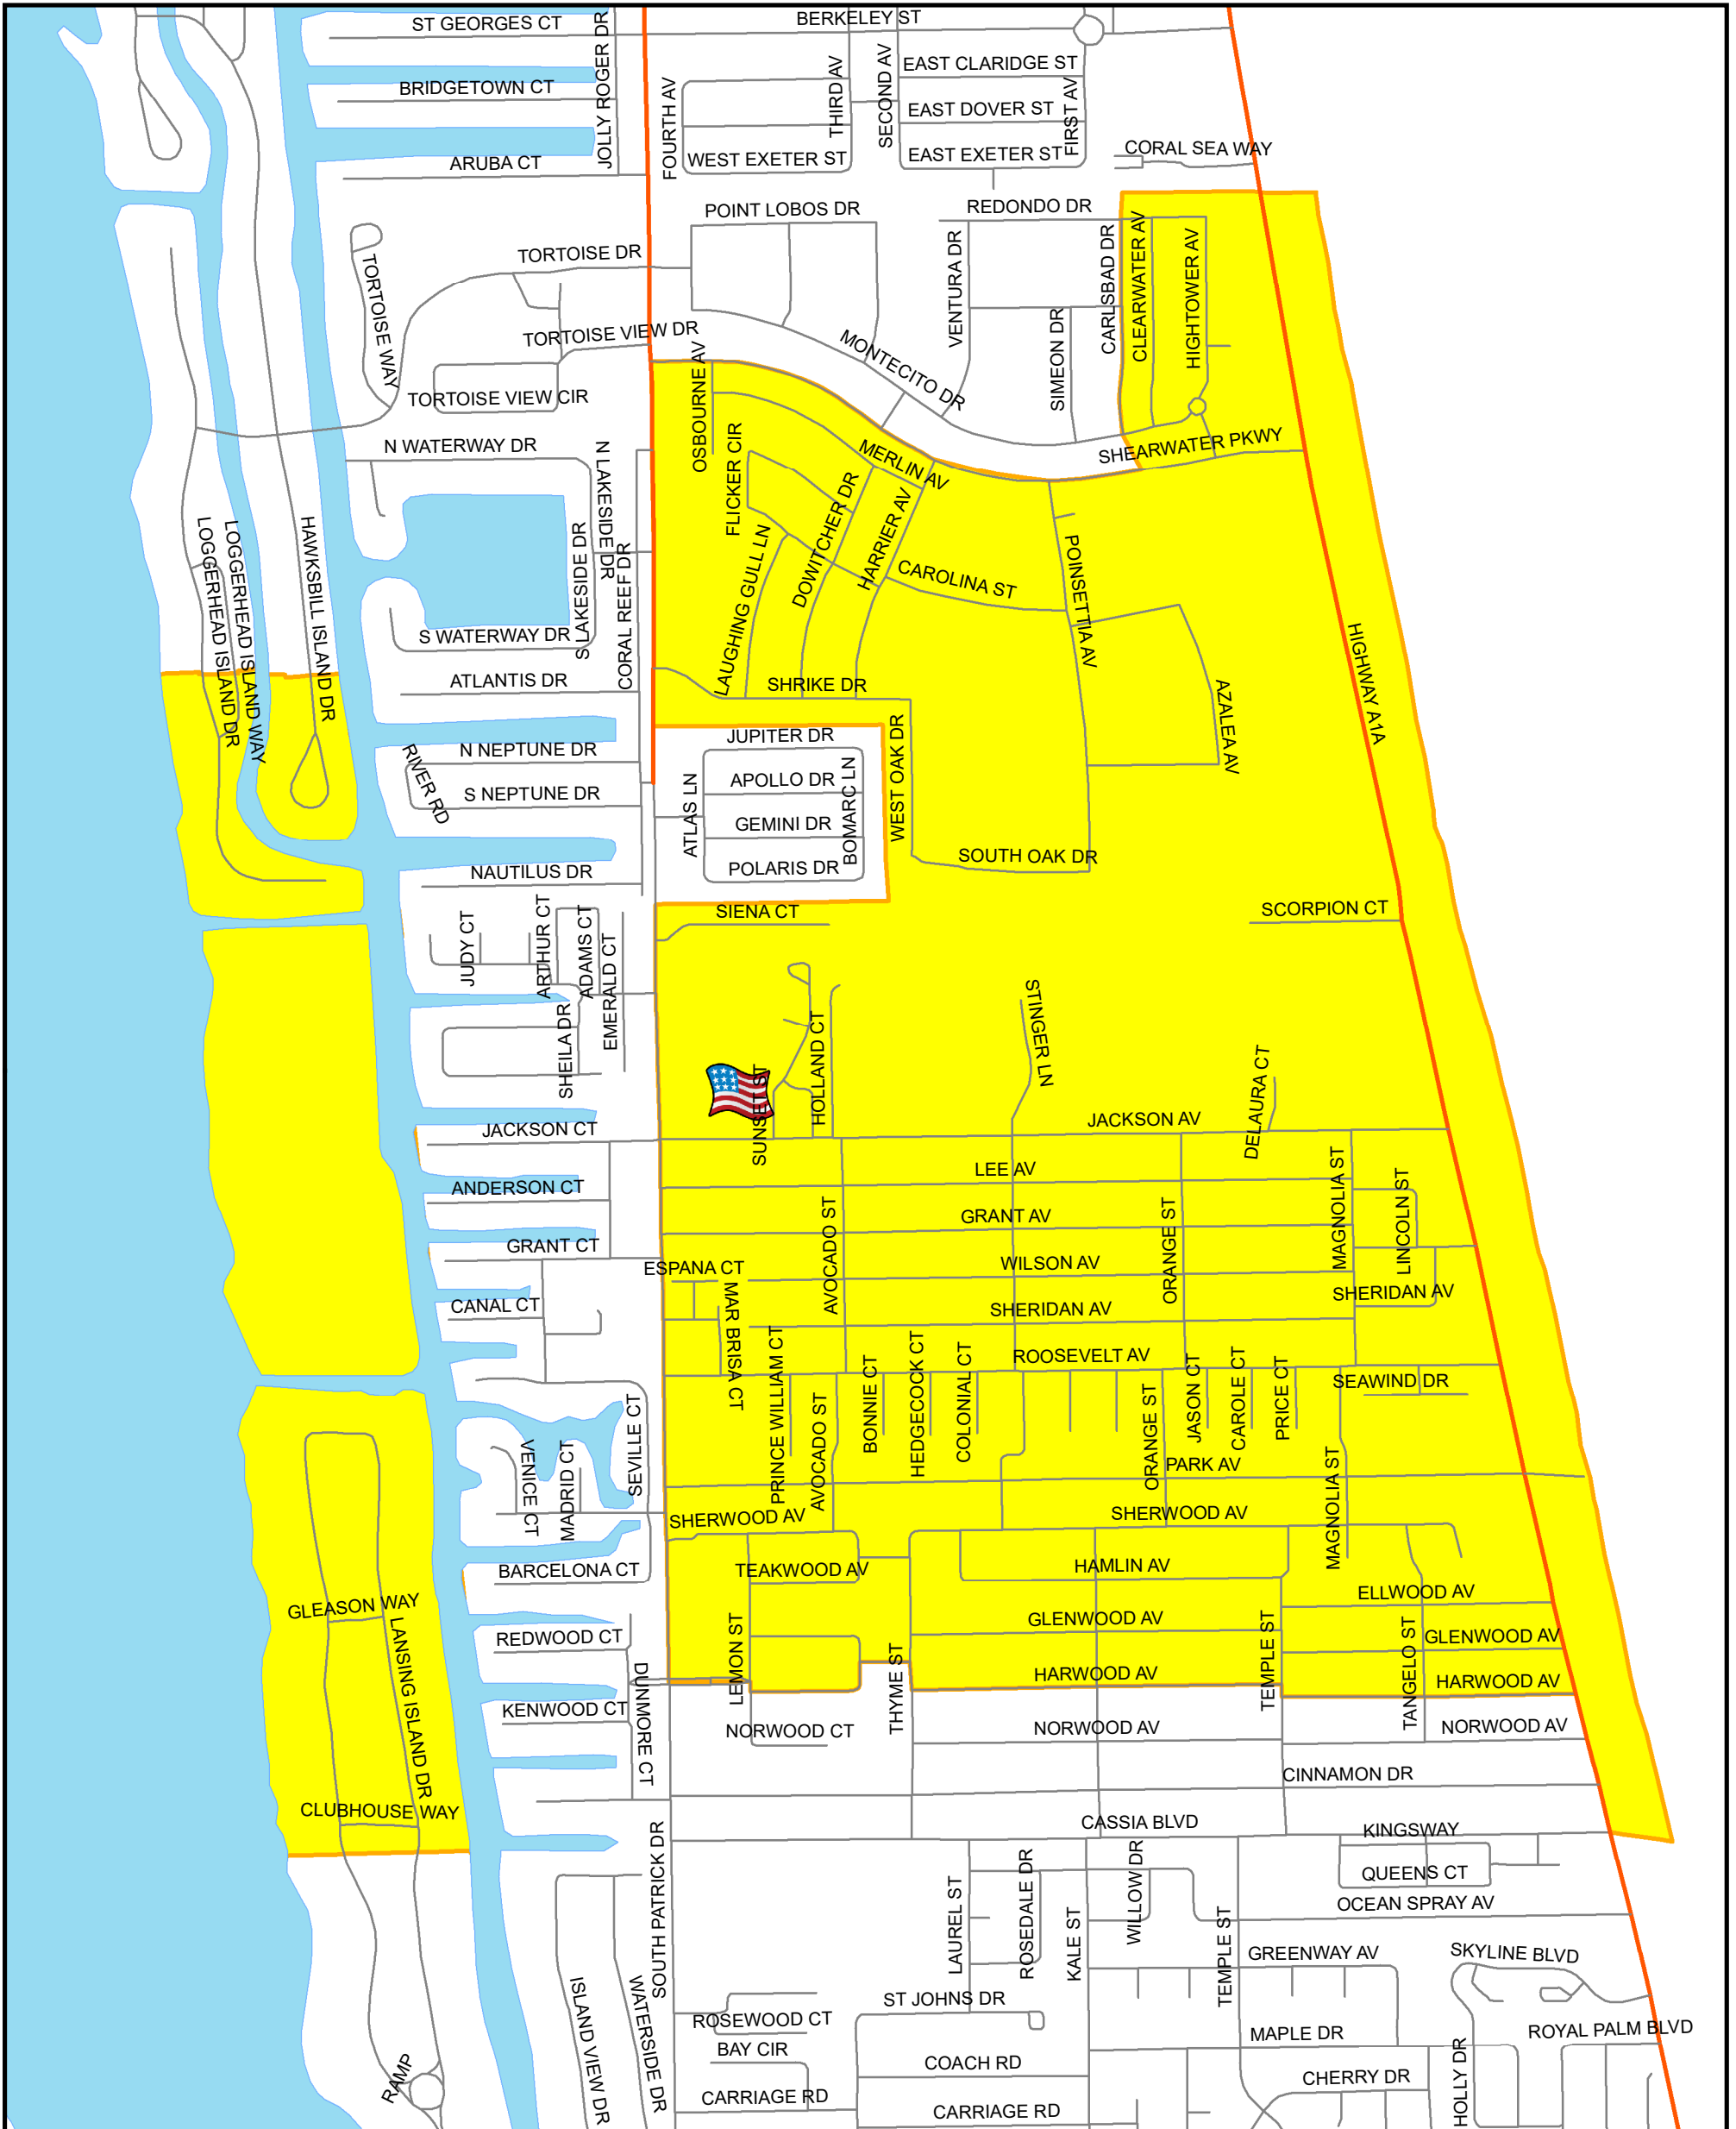 ST GEORGES CT
BERKELEY ST
JOLLY ROGER DR
BRIDGETOWN CT
ARUBA CT
FOURTH AV
THIRD AV
SECOND AV
EAST CLARIDGE ST
EAST DOVER ST
FIRST AV
WEST EXETER ST
EAST EXETER ST
CORAL SEA WAY
POINT LOBOS DR
REDONDO DR
TORTOISE DR
TORTOISE WAY
VENTURA DR
CARLSBAD DR
CLEARWATER AV
HIGHTOWER AV
TORTOISE VIEW DR
MONTECITO DR
SIMEON DR
TORTOISE VIEW CIR
OSBOURNE AV
N WATERWAY DR
N LAKESIDE DR
FLICKER CIR
MERLIN AV
SHEARWATER PKWY
LOGGERHEAD ISLAND DR
LOGGERHEAD ISLAND WAY
HAWKSBILL ISLAND DR
S LAKESIDE DR
CORAL REEF DR
LAUGHING GULL LN
DOWITCHER DR
HARRIER AV
CAROLINA ST
POINSETTIA AV
S WATERWAY DR
HIGHWAY A1A
ATLANTIS DR
SHRIKE DR
AZALEA AV
N NEPTUNE DR
JUPITER DR
RIVER RD
S NEPTUNE DR
ATLAS LN
APOLLO DR
BOMARC LN
WEST OAK DR
GEMINI DR
POLARIS DR
SOUTH OAK DR
NAUTILUS DR
SIENA CT
SCORPION CT
JUDY CT
ARTHUR CT
ADAMS CT
EMERALD CT
SHEILA DR
STINGER LN
HOLLAND CT
SUNSET ST
DELAURA CT
JACKSON CT
JACKSON AV
LEE AV
ANDERSON CT
AVOCADO ST
ORANGE ST
MAGNOLIA ST
LINCOLN ST
GRANT AV
GRANT CT
ESPANA CT
WILSON AV
CANAL CT
MAR BRISA CT
SHERIDAN AV
SHERIDAN AV
ROOSEVELT AV
SEAWIND DR
PRINCE WILLIAM CT
AVOCADO ST
BONNIE CT
HEDGECOCK CT
COLONIAL CT
ORANGE ST
JASON CT
CAROLE CT
PRICE CT
SEVILLE CT
VENICE CT
MADRID CT
PARK AV
MAGNOLIA ST
SHERWOOD AV
SHERWOOD AV
BARCELONA CT
TEAKWOOD AV
HAMLIN AV
GLEASON WAY
LANSING ISLAND DR
ELLWOOD AV
REDWOOD CT
LEMON ST
GLENWOOD AV
TEMPLE ST
TANGELO ST
GLENWOOD AV
DUNMORE CT
THYME ST
HARWOOD AV
HARWOOD AV
KENWOOD CT
NORWOOD CT
NORWOOD AV
NORWOOD AV
CINNAMON DR
CLUBHOUSE WAY
CASSIA BLVD
KINGSWAY
SOUTH PATRICK DR
LAUREL ST
ROSEDALE DR
KALE ST
WILLOW DR
TEMPLE ST
QUEENS CT
OCEAN SPRAY AV
GREENWAY AV
SKYLINE BLVD
ISLAND VIEW DR
WATERSIDE DR
ST JOHNS DR
ROSEWOOD CT
MAPLE DR
ROYAL PALM BLVD
BAY CIR
COACH RD
RAMP
CHERRY DR
HOLLY DR
CARRIAGE RD
CARRIAGE RD